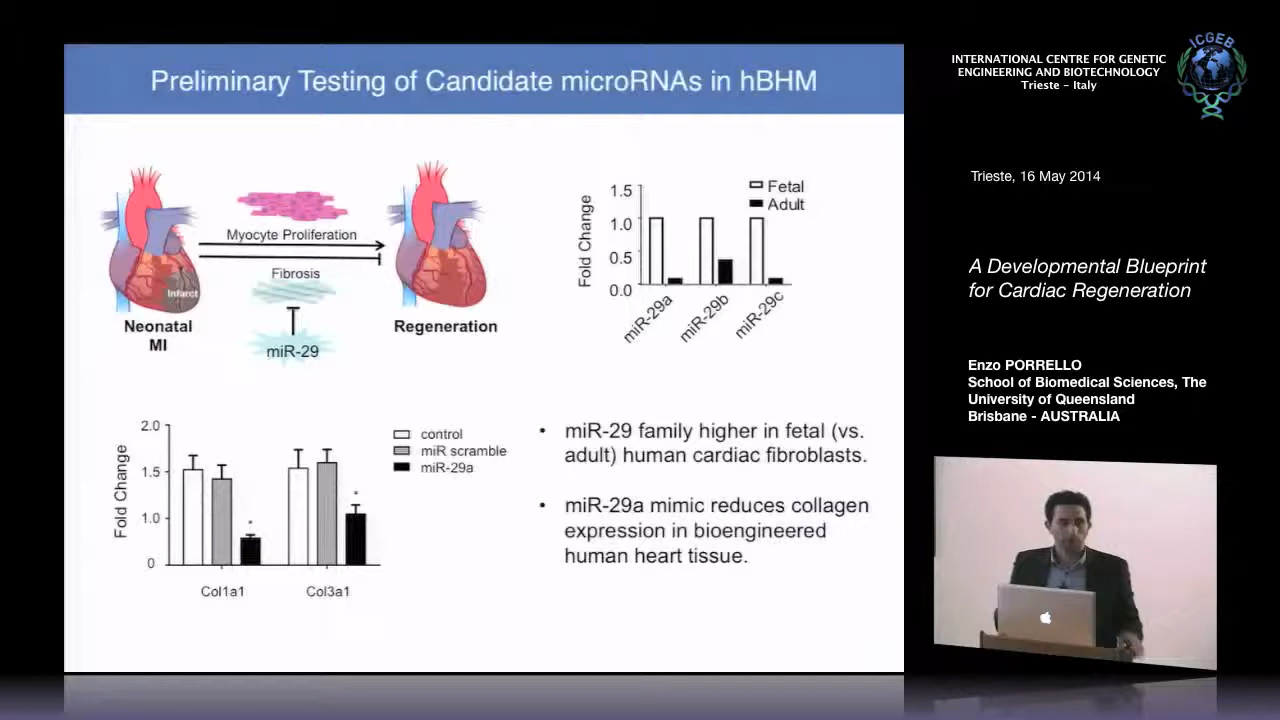 Preliminary Testing of Candidate microRNAs in hBHM
Myocyte Proliferation
Fibrosis
Infarct
Neonatal
MI
Regeneration
miR-29
Fold Change
1.5
1.0
0.5
0.0
Fetal
Adult
miR-29a
miR-29b
miR-29c
Fold Change
2.0
1.5
1.0
0
*
*
Col1a1
Col3a1
control
miR scramble
miR-29a
• miR-29 family higher in fetal (vs.
adult) human cardiac fibroblasts.
• miR-29a mimic reduces collagen
expression in bioengineered
human heart tissue.
INTERNATIONAL CENTRE FOR GENETIC
ENGINEERING AND BIOTECHNOLOGY
Trieste - Italy
ICGEB
Trieste, 16 May 2014
A Developmental Blueprint
for Cardiac Regeneration
Enzo PORRELLO
School of Biomedical Sciences, The
University of Queensland
Brisbane - AUSTRALIA